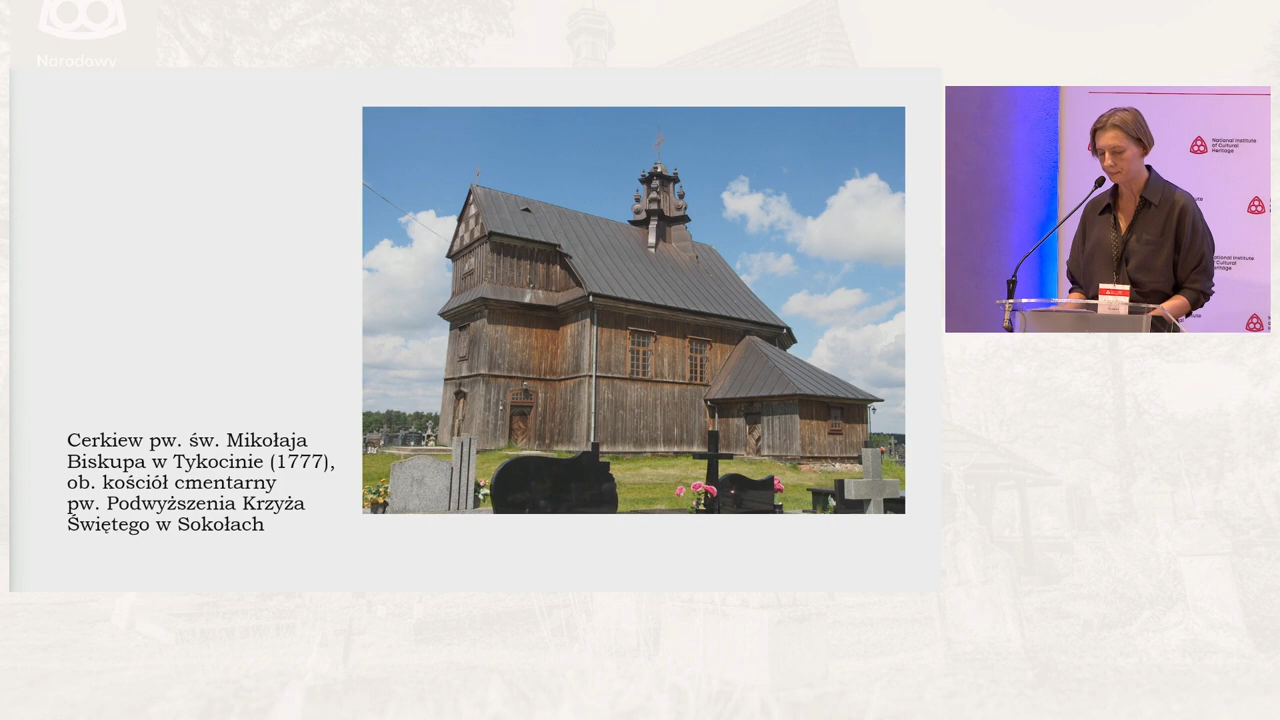 Narodowy
Cerkiew pw. św. Mikołaja
Biskupa w Tykocinie (1777),
ob. kościół cmentarny
pw. Podwyższenia Krzyża
Świętego w Sokołach
National Institute
of Cultural
Heritage